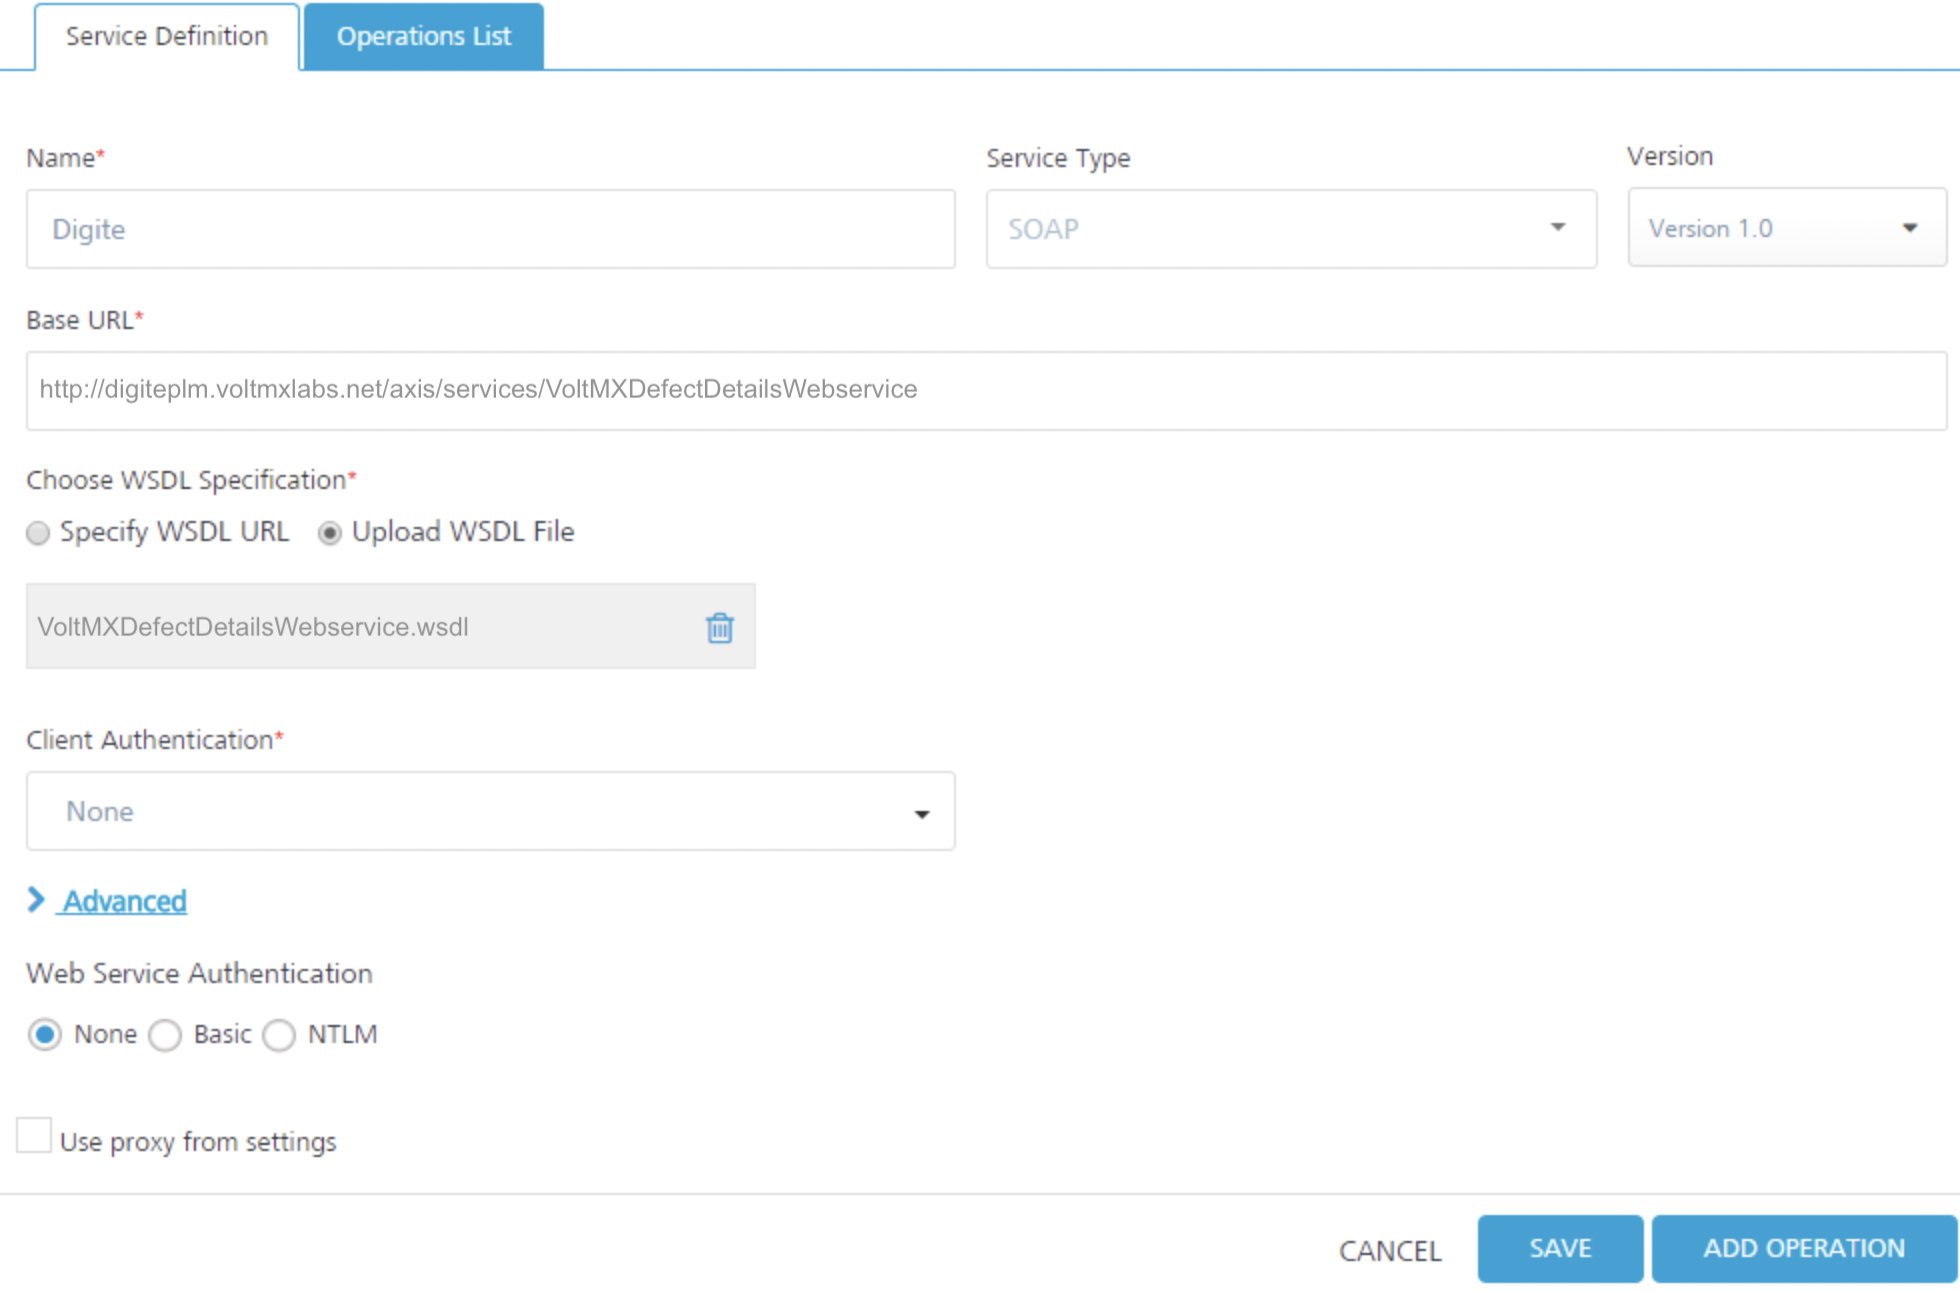 Service Definition Operations List
Name* Service Type Version
Digite SOAP Version 1.0
Base URL*
http://digiteplm.voltmxlabs.net/axis/services/VoltMXDefectDetailsWebservice
Choose WSDL Specification*
Specify WSDL URL Upload WSDL File
VoltMXDefectDetailsWebservice.wsdl
Client Authentication*
None
Advanced
Web Service Authentication
None Basic NTLM
Use proxy from settings
CANCEL SAVE ADD OPERATION